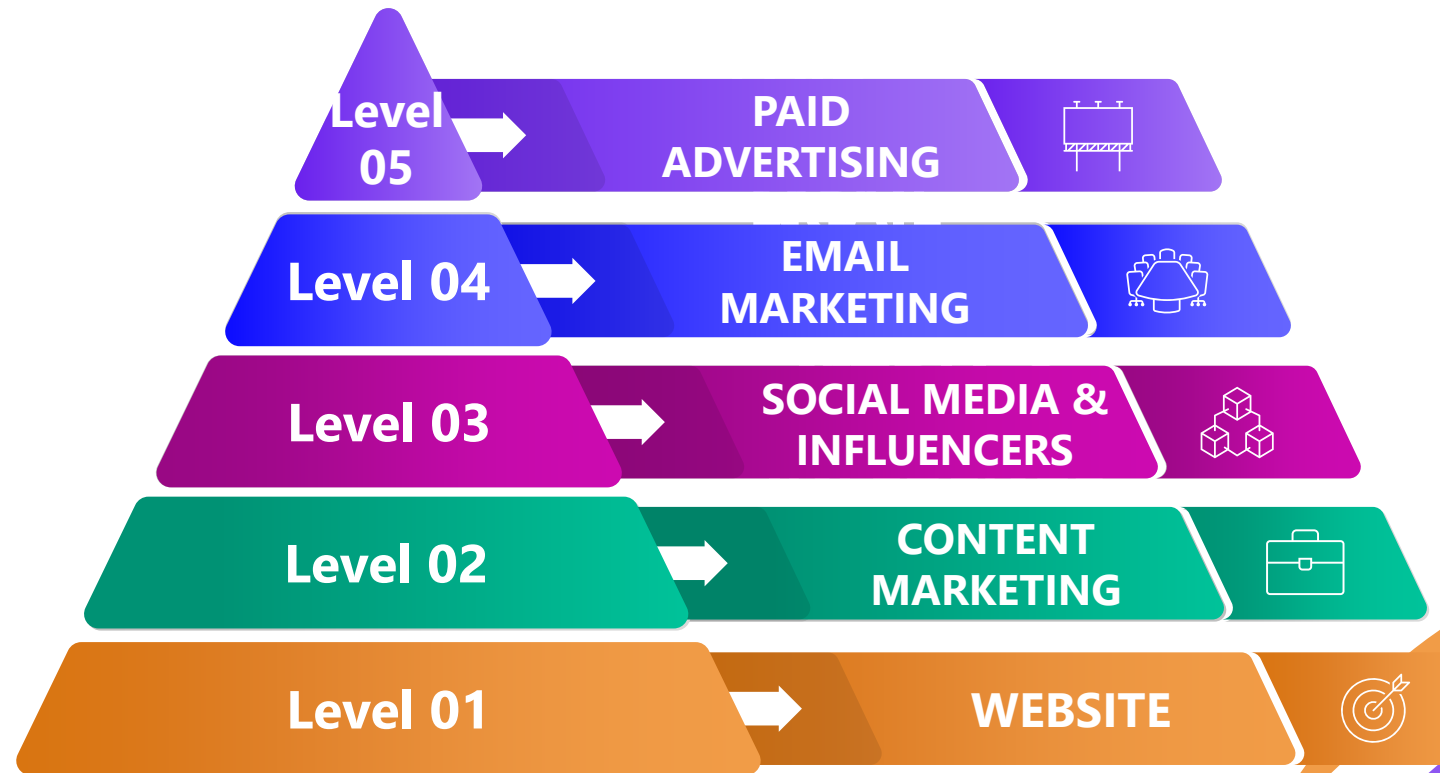 Level
05
PAID
ADVERTISING
Level 04
EMAIL
MARKETING
Level 03
SOCIAL MEDIA &
INFLUENCERS
Level 02
CONTENT
MARKETING
Level 01
WEBSITE